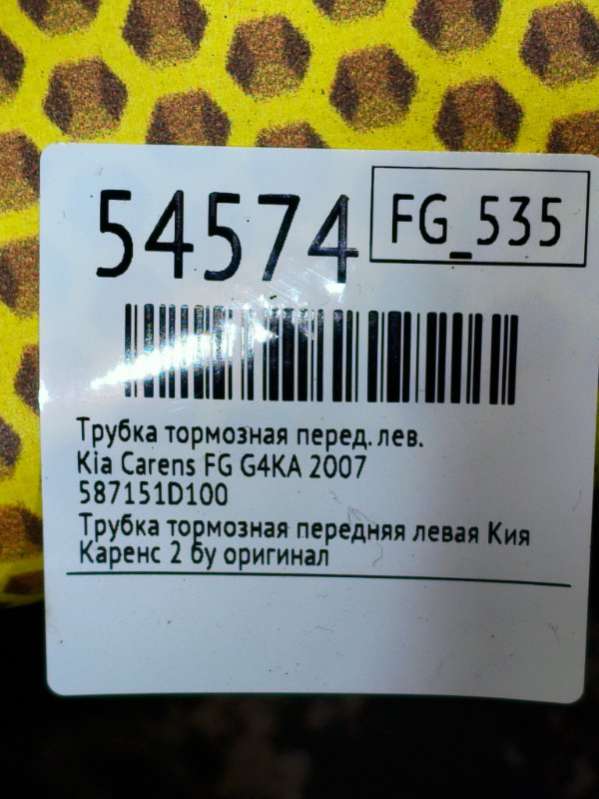 54574
FG_535
Трубка тормозная перед. лев.
Kia Carens FG G4KA 2007
587151D100
Трубка тормозная передняя левая Кия
Каренс 2 бу оригинал